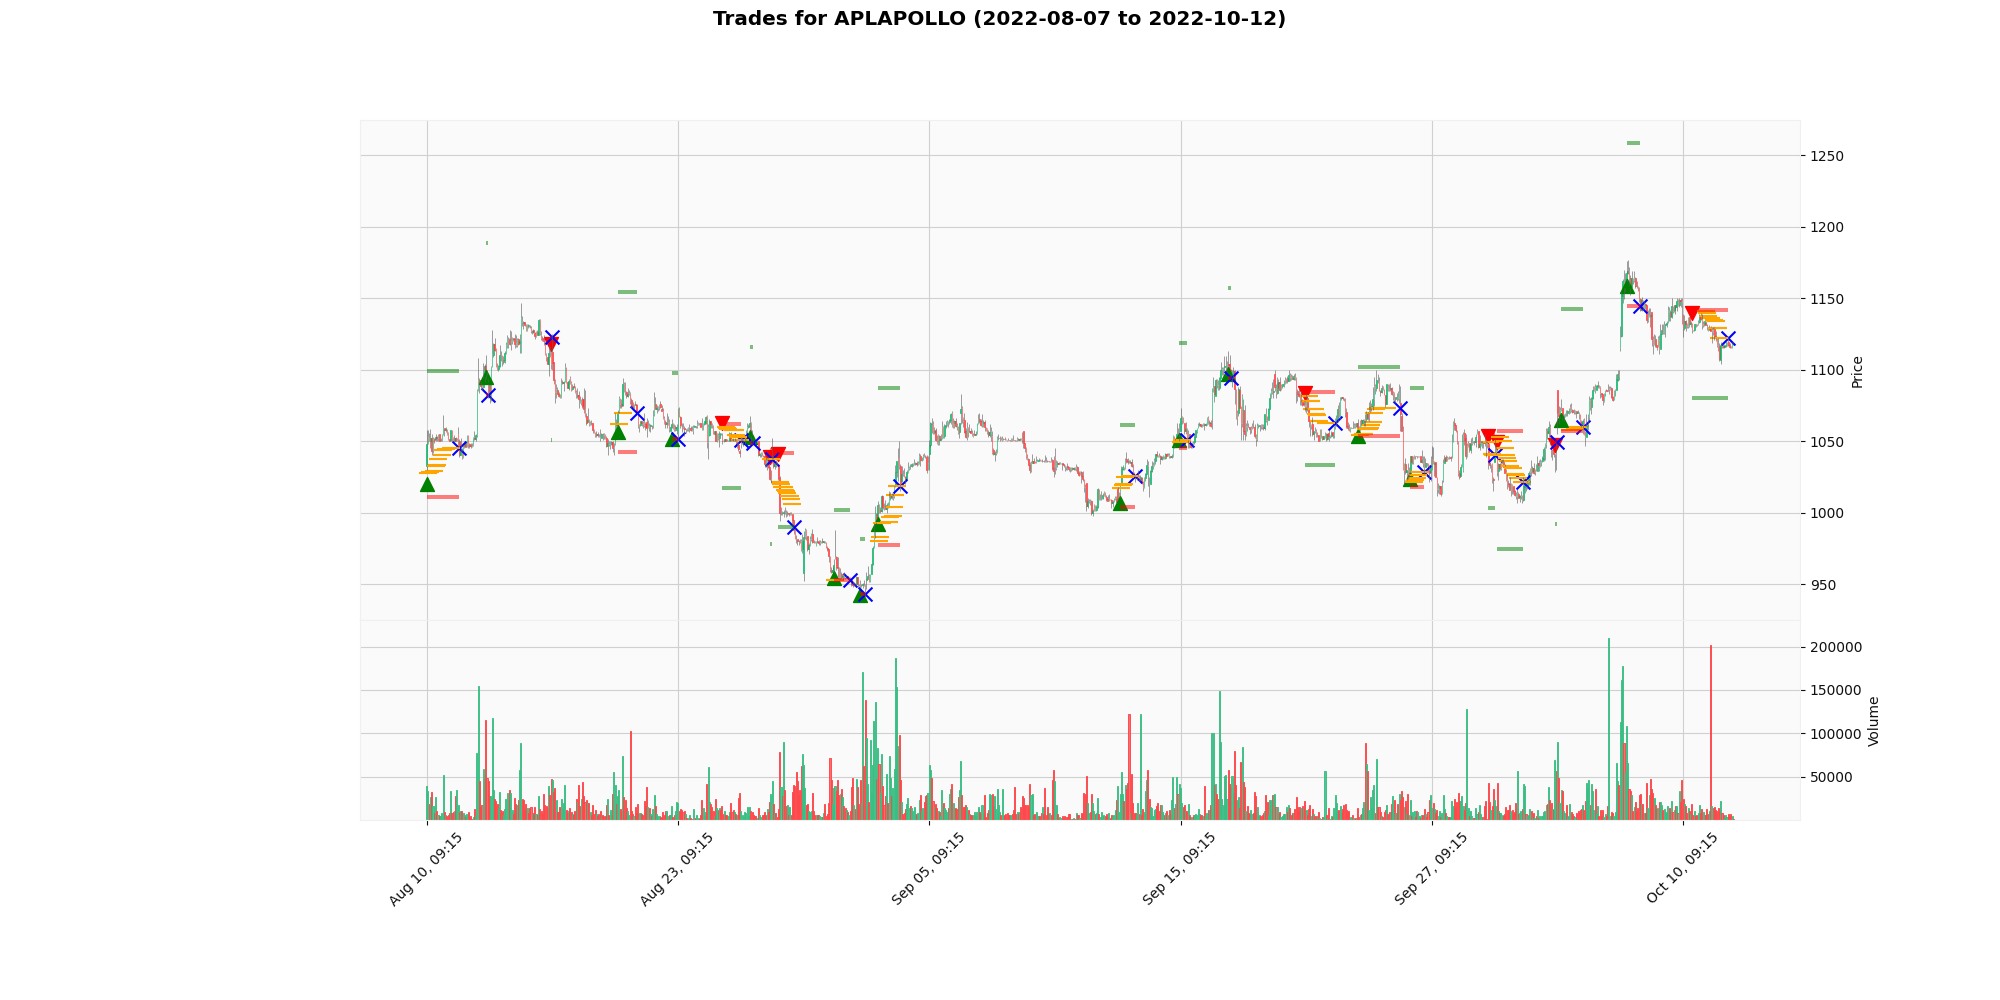 Trades for APLAPOLLO (2022-08-07 to 2022-10-12)
1250
1200
1150
1100
1050
1000
950
Price
200000
150000
100000
50000
Volume
Aug 10, 09:15
Aug 23, 09:15
Sep 05, 09:15
Sep 15, 09:15
Sep 27, 09:15
Oct 10, 09:15